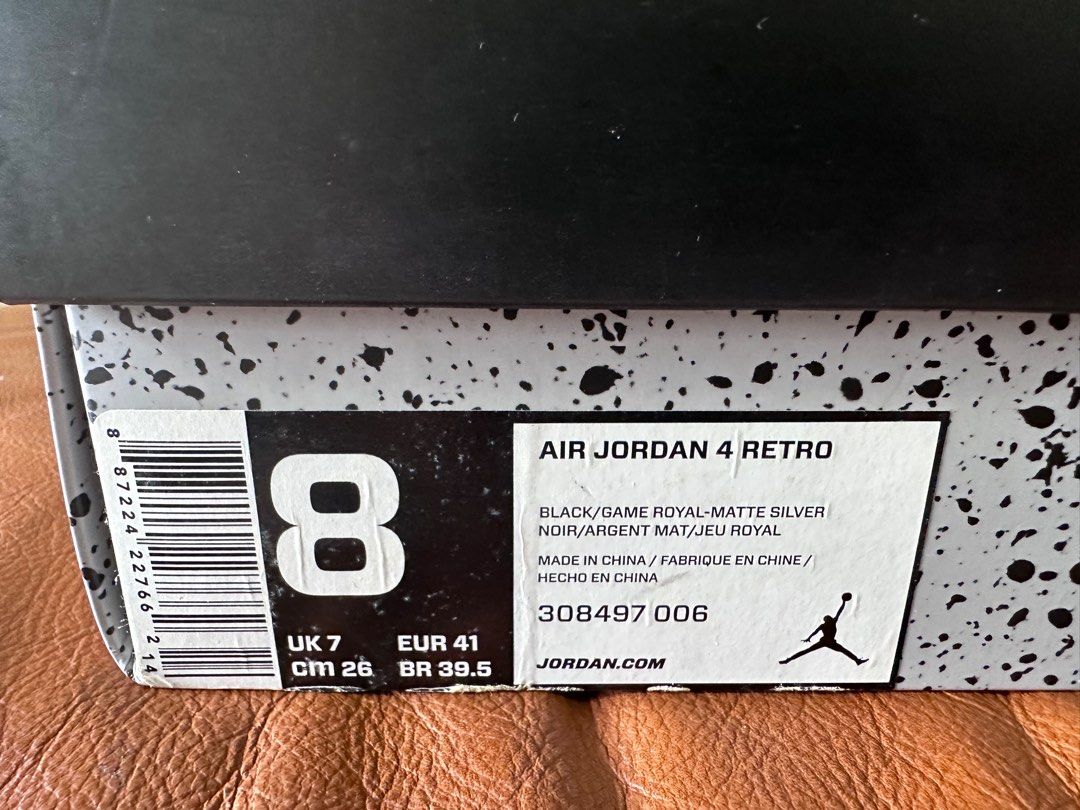 8 87224 22766 2 14
8
UK 7 EUR 41
CM 26 BR 39.5
AIR JORDAN 4 RETRO
BLACK/GAME ROYAL-MATTE SILVER
NOIR/ARGENT MAT/JEU ROYAL
MADE IN CHINA / FABRIQUE EN CHINE /
HECHO EN CHINA
308497 006
JORDAN.COM